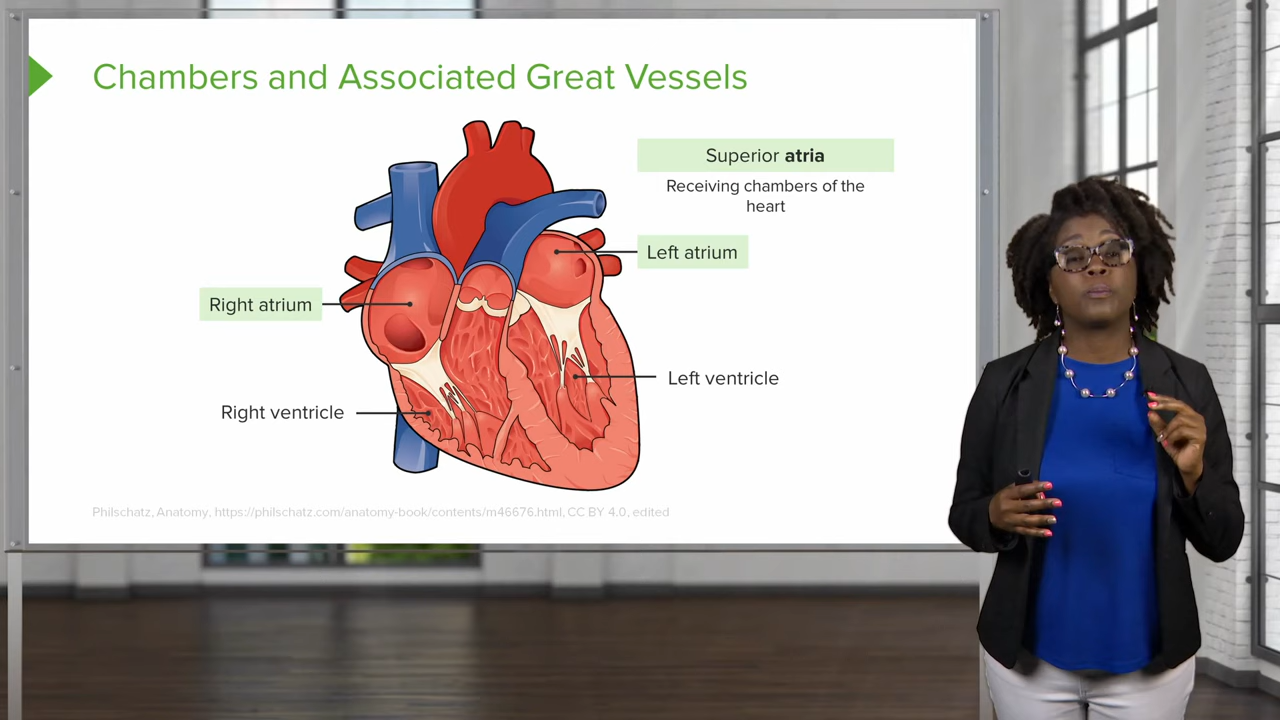 Chambers and Associated Great Vessels
Superior atria
Receiving chambers of the
heart
Left atrium
Right atrium
Left ventricle
Right ventricle
Philschatz, Anatomy, https://philschatz.com/anatomy-book/contents/m46676.html, CC BY 4.0, edited